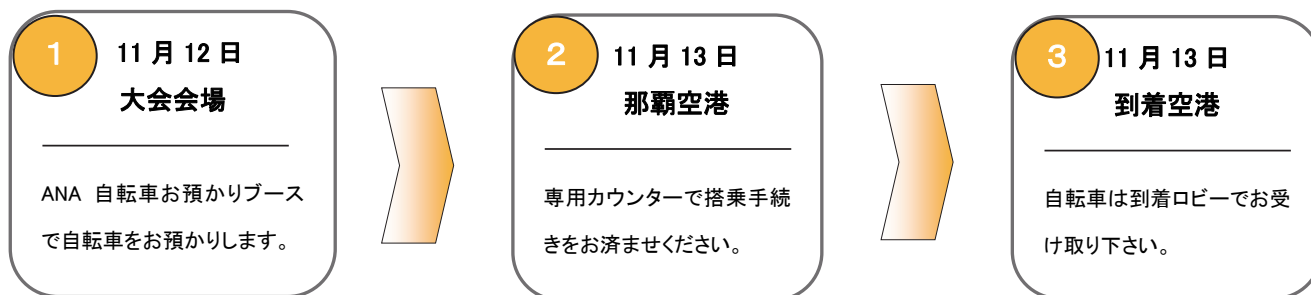 1
11 月 12 日
大会会場
ANA 自転車お預かりブース
で自転車をお預かりします。
2
11 月 13 日
那覇空港
専用カウンターで搭乗手続
きをお済ませください。
3
11 月 13 日
到着空港
自転車は到着ロビーでお受
け取り下さい。